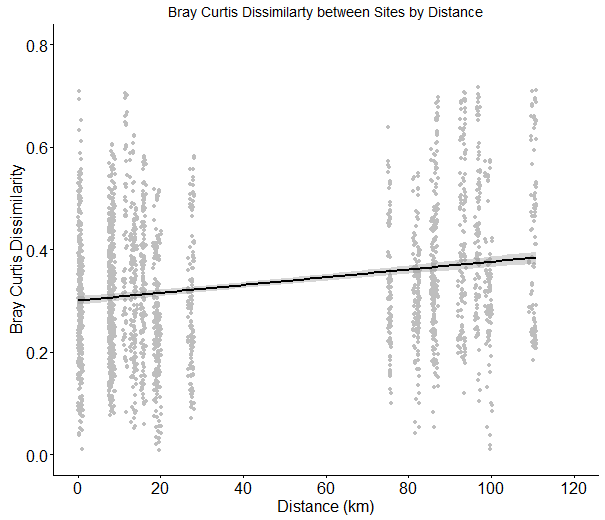 Bray Curtis Dissimilarty between Sites by Distance
0.8
0.6
0.4
0.2
0.0
Bray Curtis Dissimilarity
0 20 40 60 80 100 120
Distance (km)